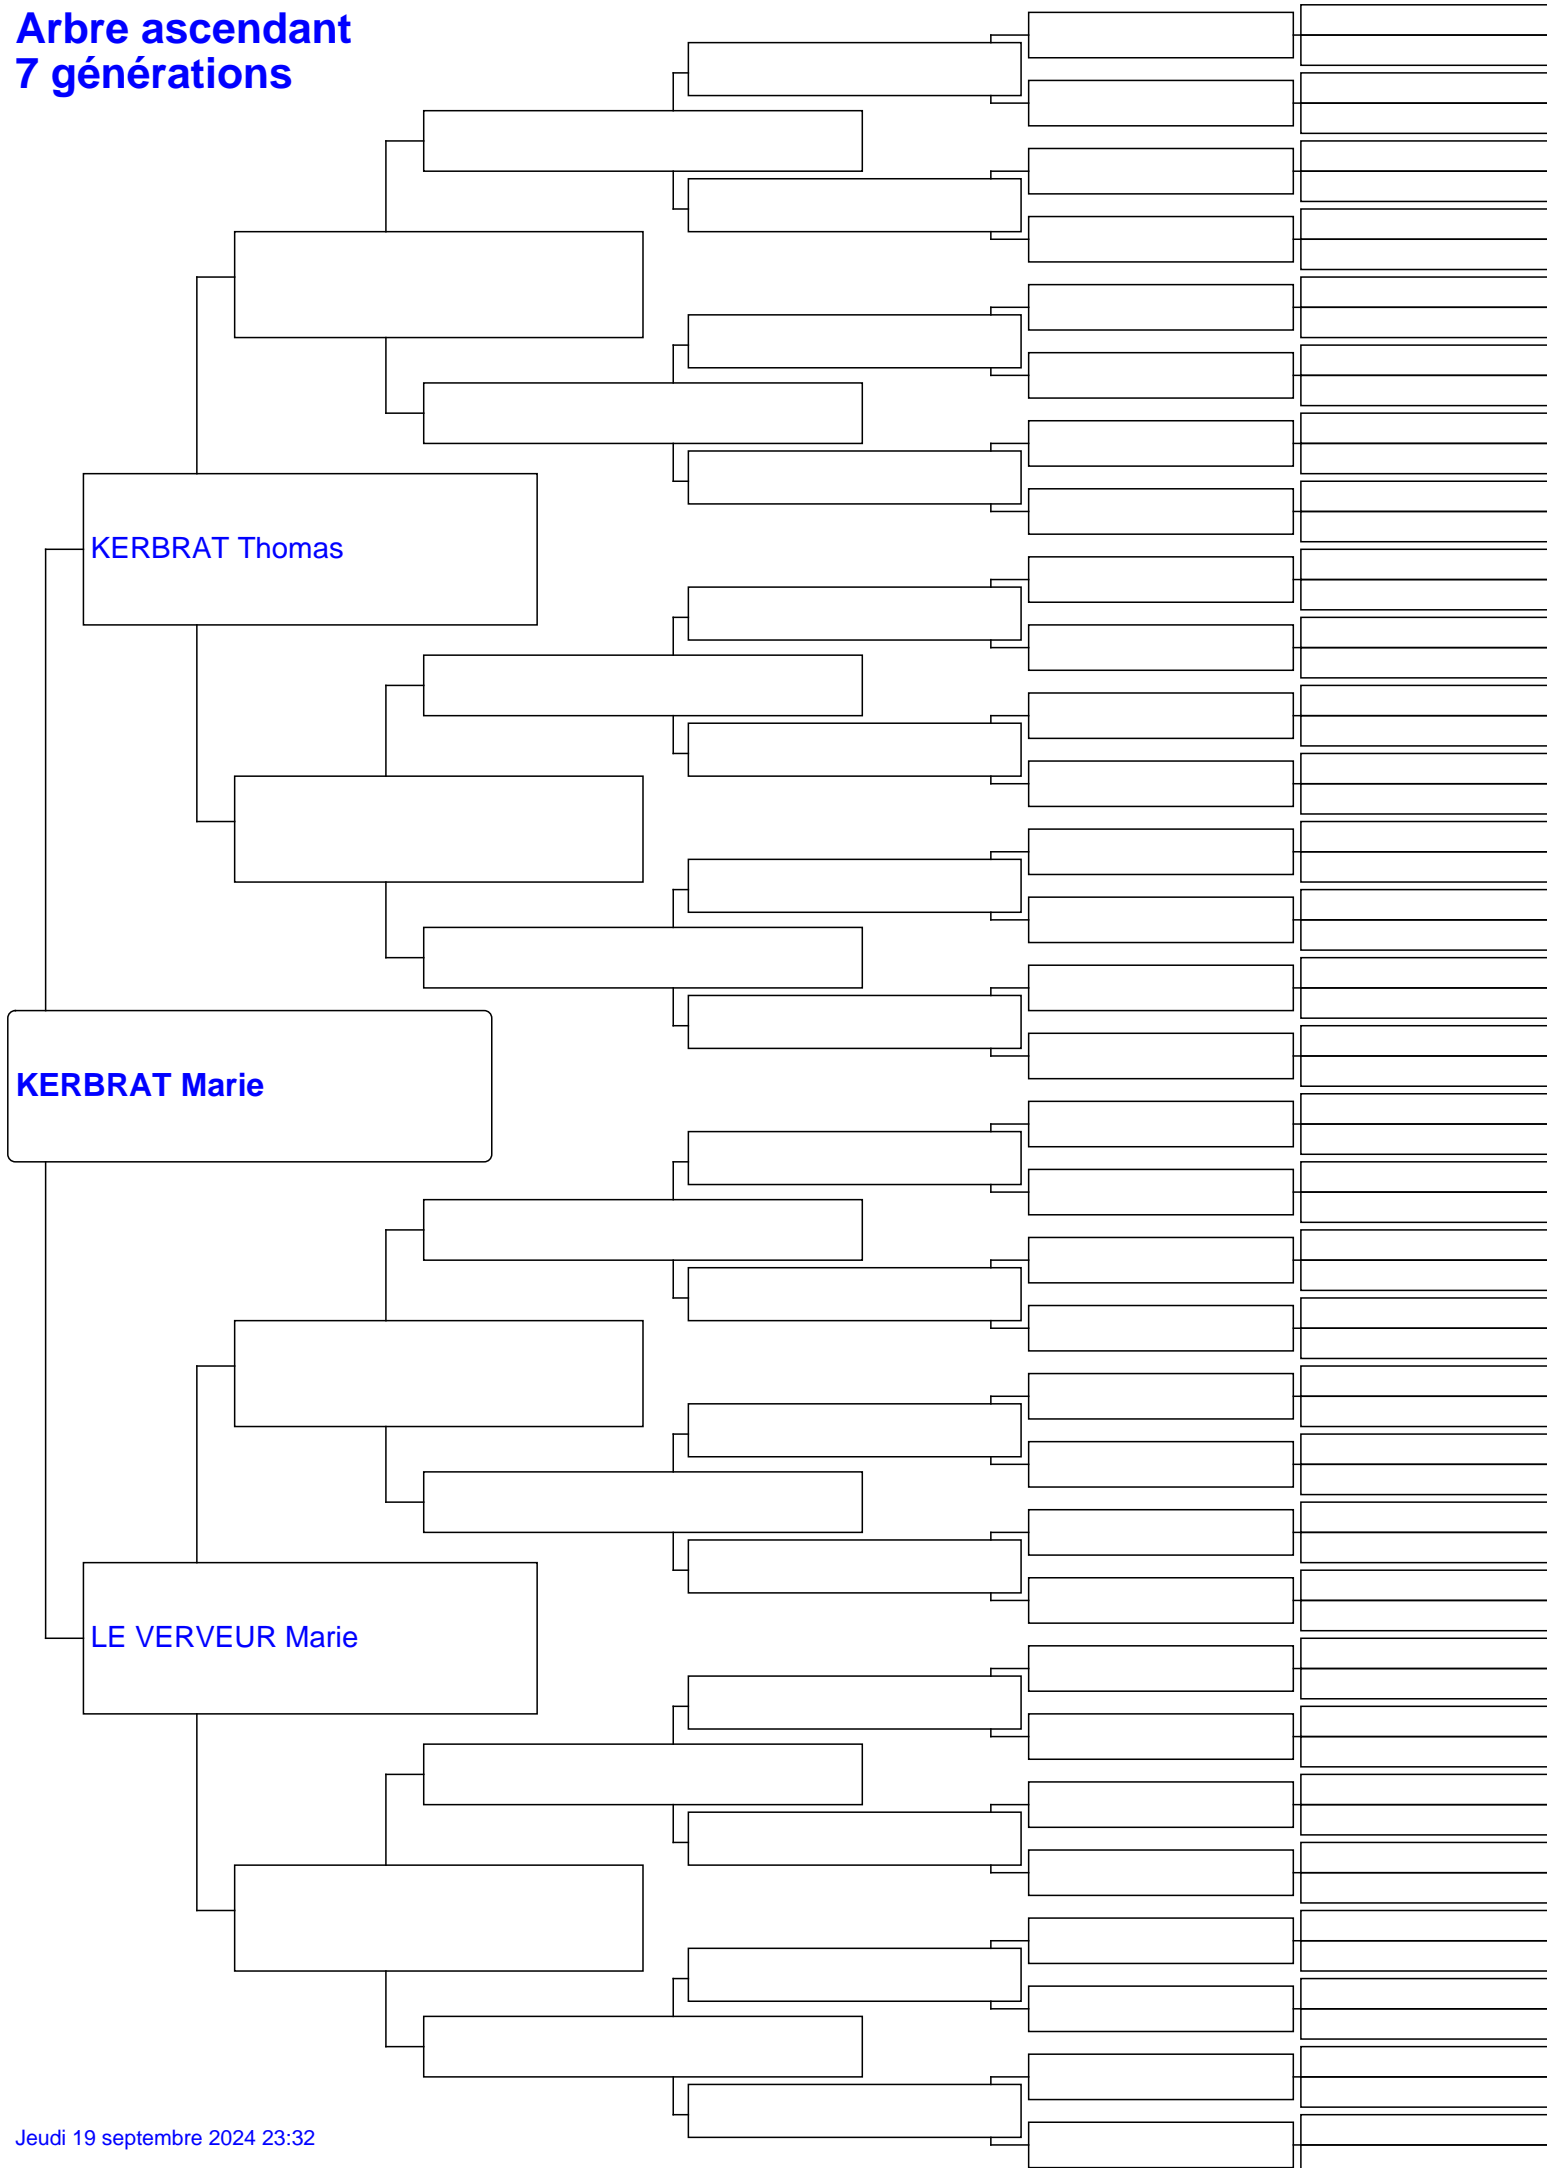 Arbre ascendant
7 générations
KERBRAT Thomas
KERBRAT Marie
LE VERVEUR Marie
Jeudi 19 septembre 2024 23:32